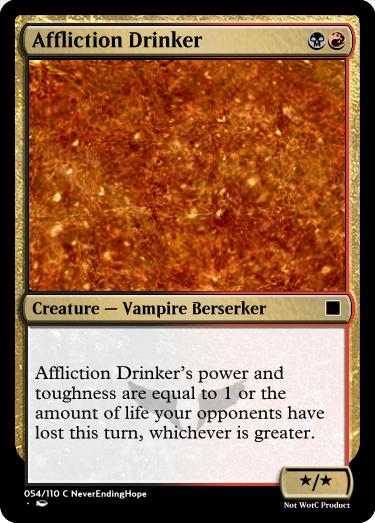 Affliction Drinker
Creature — Vampire Berserker
Affliction Drinker's power and
toughness are equal to 1 or the
amount of life your opponents have
lost this turn, whichever is greater.
★/★
054/110 C NeverEndingHope
Not WotC Product